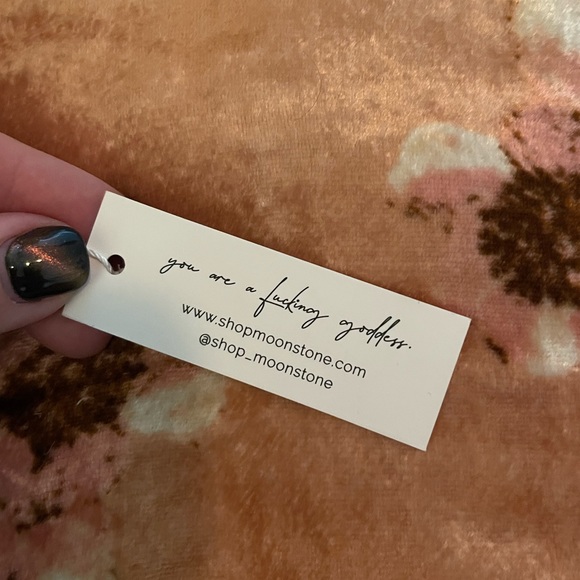 you are a fucking goddess.
www.shopmoonstone.com
@shop_moonstone